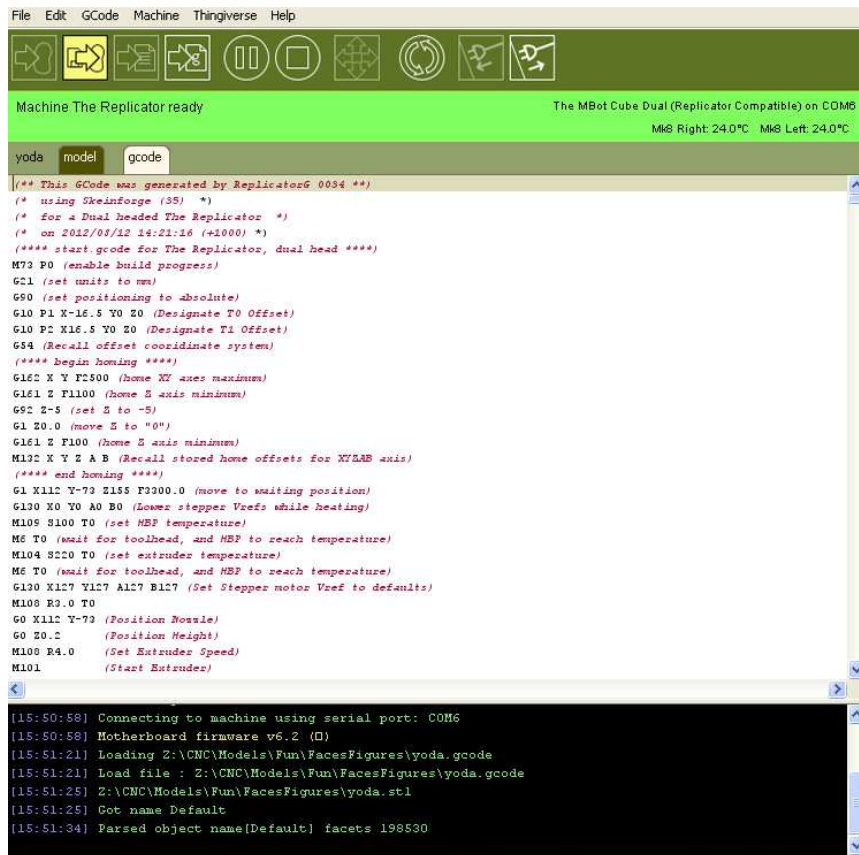 File Edit GCode Machine Thingiverse Help
Machine The Replicator ready
The MBot Cube Dual (Replicator Compatible) on COM6
Mk8 Right: 24.0°C Mk8 Left: 24.0°C
yoda model gcode
(** This GCode was generated by ReplicatorG 0034 **)
(* using Skeinforge (35) *)
(* for a Dual headed The Replicator *)
(* on 2012/08/12 14:21:16 (+1000) *)
(**** start.gcode for The Replicator, dual head ****)
M73 P0 (enable build progress)
G21 (set units to mm)
G90 (set positioning to absolute)
G10 P1 X-16.5 Y0 Z0 (Designate T0 Offset)
G10 P2 X16.5 Y0 Z0 (Designate T1 Offset)
G54 (Recall offset cooridinate system)
(**** begin homing ****)
G162 X Y F2500 (home XY axes maximum)
G161 Z F1100 (home Z axis minimum)
G92 Z-5 (set Z to -5)
G1 Z0.0 (move Z to "0")
G161 Z F100 (home Z axis minimum)
M132 X Y Z A B (Recall stored home offsets for XYZAB axis)
(**** end homing ****)
G1 X112 Y-73 Z155 F3300.0 (move to waiting position)
G130 X0 Y0 A0 B0 (Lower stepper Vrefs while heating)
M109 S100 T0 (set HBP temperature)
M6 T0 (wait for toolhead, and HBP to reach temperature)
M104 S220 T0 (set extruder temperature)
M6 T0 (wait for toolhead, and HBP to reach temperature)
G130 X127 Y127 A127 B127 (Set Stepper motor Vref to defaults)
M108 R3.0 T0
G0 X112 Y-73 (Position Nozzle)
G0 Z0.2 (Position Height)
M108 R4.0 (Set Extruder Speed)
M101 (Start Extruder)
[15:50:58] Connecting to machine using serial port: COM6
[15:50:58] Motherboard firmware v6.2 (▯)
[15:51:21] Loading Z:\CNC\Models\Fun\FacesFigures\yoda.gcode
[15:51:21] Load file : Z:\CNC\Models\Fun\FacesFigures\yoda.gcode
[15:51:25] Z:\CNC\Models\Fun\FacesFigures\yoda.stl
[15:51:25] Got name Default
[15:51:34] Parsed object name[Default] facets 198530